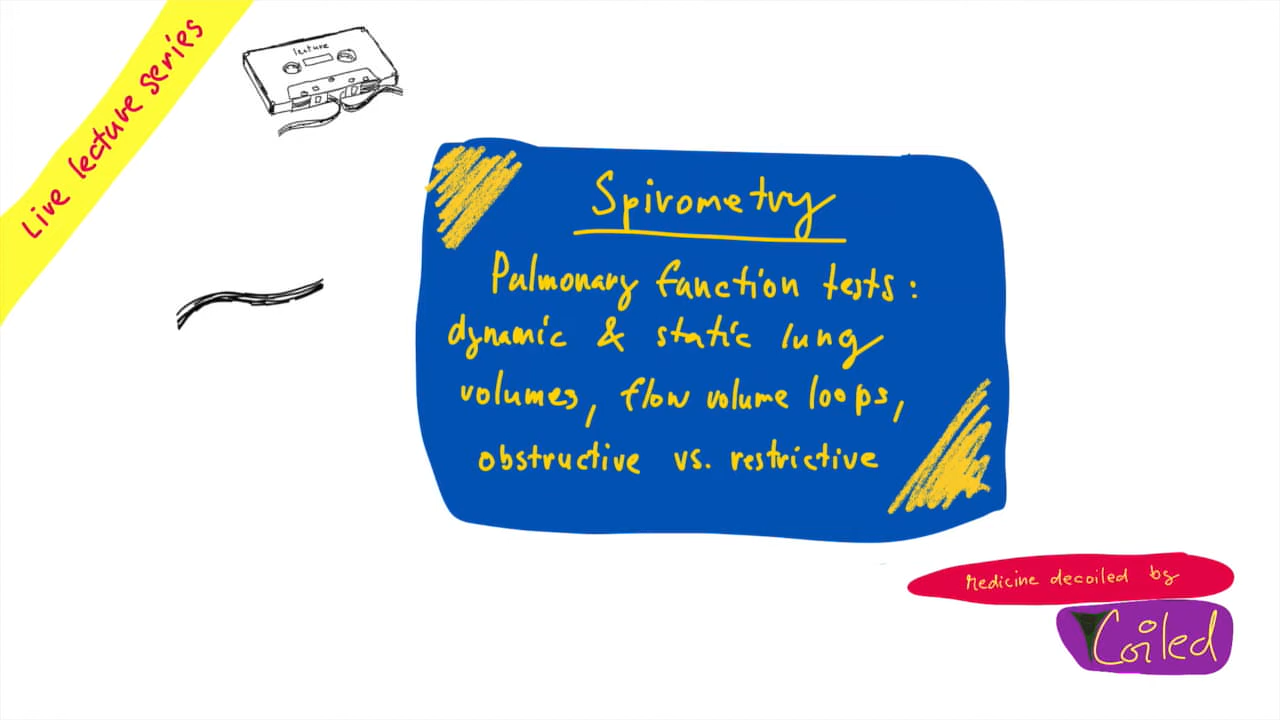 Live lecture series
lecture
Spirometry
Pulmonary function tests:
dynamic & static lung
volumes, flow volume loops,
obstructive vs. restrictive
Medicine decoiled by
Coiled